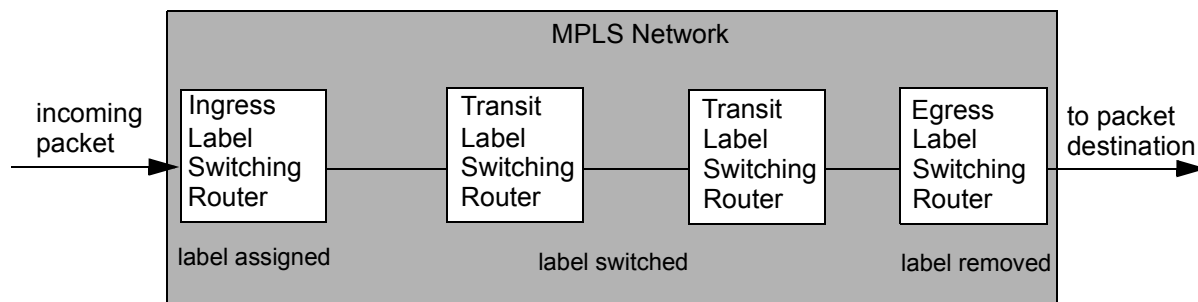 MPLS Network
incoming
packet
Ingress
Label
Switching
Router
Transit
Label
Switching
Router
Transit
Label
Switching
Router
Egress
Label
Switching
Router
to packet
destination
label assigned
label switched
label removed